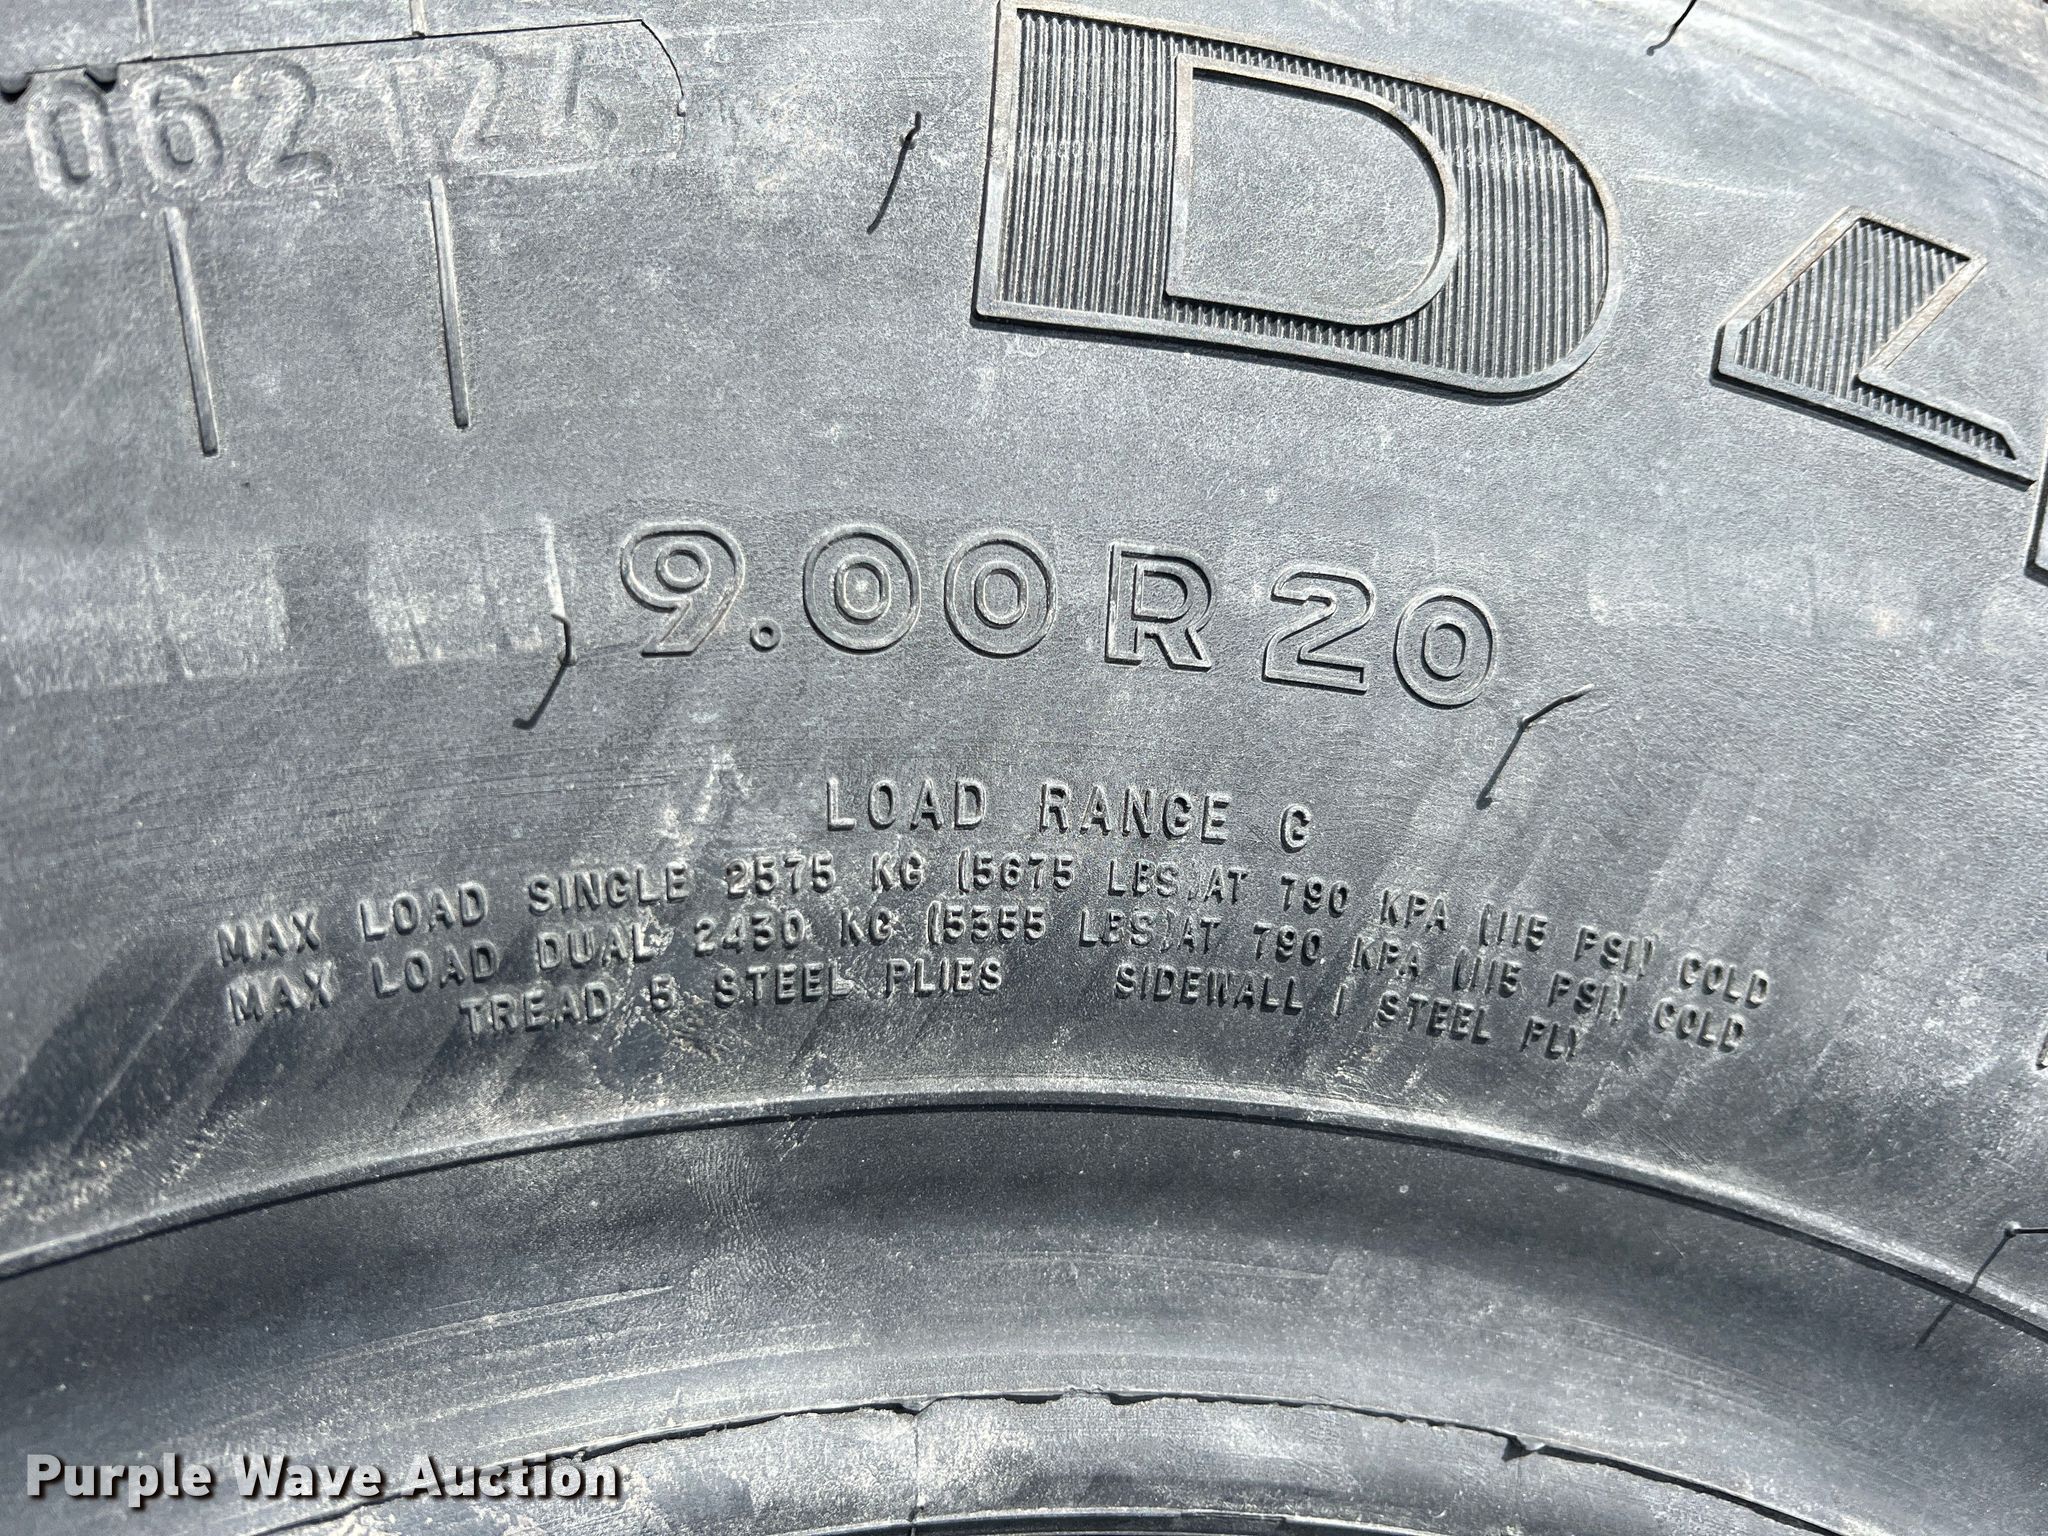 062124
D
9.00R20
LOAD RANGE G
MAX LOAD SINGLE 2575 KG (5675 LBS)AT 790 KPA (115 PSI) COLD
MAX LOAD DUAL 2430 KG (5355 LBS)AT 790 KPA (115 PSI) COLD
TREAD 5 STEEL PLIES SIDEWALL 1 STEEL PLY
Purple Wave Auction